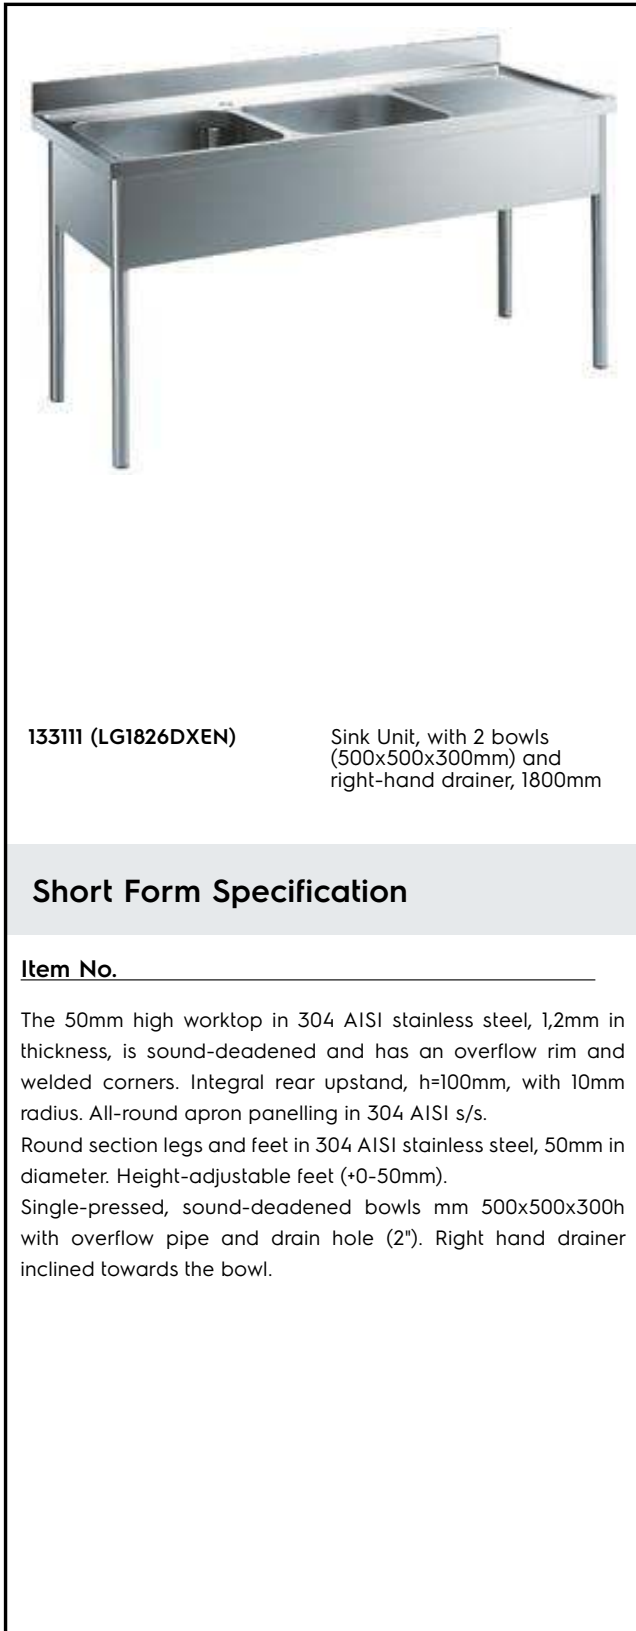 133111 (LG1826DXEN)
Sink Unit, with 2 bowls
(500x500x300mm) and
right-hand drainer, 1800mm
Short Form Specification
Item No.
The 50mm high worktop in 304 AISI stainless steel, 1,2mm in
thickness, is sound-deadened and has an overflow rim and
welded corners. Integral rear upstand, h=100mm, with 10mm
radius. All-round apron panelling in 304 AISI s/s.
Round section legs and feet in 304 AISI stainless steel, 50mm in
diameter. Height-adjustable feet (+0-50mm).
Single-pressed, sound-deadened bowls mm 500x500x300h
with overflow pipe and drain hole (2"). Right hand drainer
inclined towards the bowl.